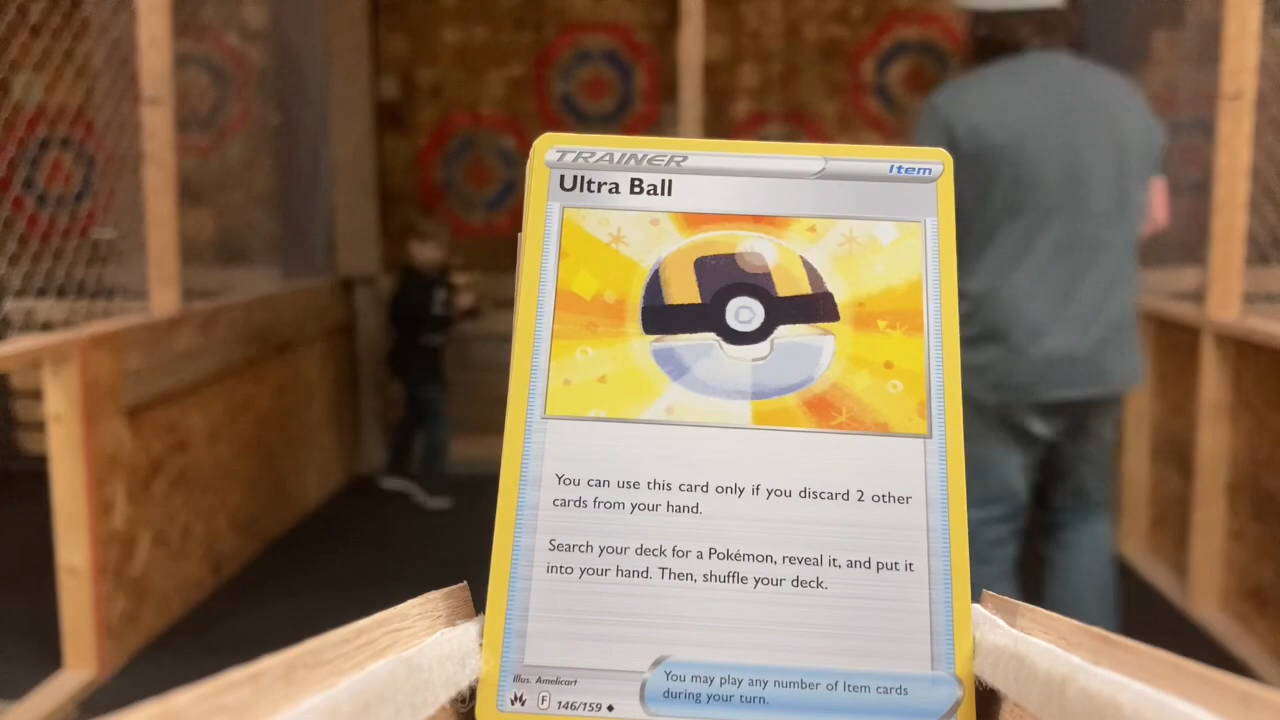 TRAINER
Item
Ultra Ball
You can use this card only if you discard 2 other
cards from your hand.
Search your deck for a Pokémon, reveal it, and put it
into your hand. Then, shuffle your deck.
Illus. Amelicart
F 146/159
You may play any number of Item cards
during your turn.